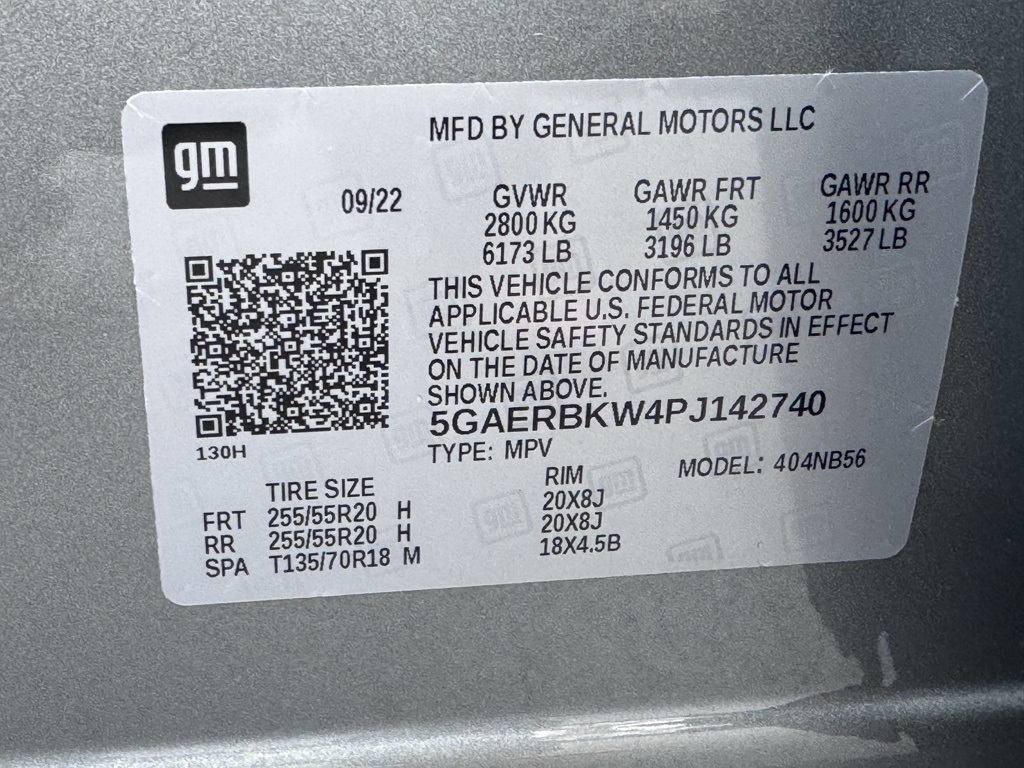 gm
MFD BY GENERAL MOTORS LLC
09/22
GVWR GAWR FRT GAWR RR
2800 KG 1450 KG 1600 KG
6173 LB 3196 LB 3527 LB
THIS VEHICLE CONFORMS TO ALL
APPLICABLE U.S. FEDERAL MOTOR
VEHICLE SAFETY STANDARDS IN EFFECT
ON THE DATE OF MANUFACTURE
SHOWN ABOVE.
5GAERBKW4PJ142740
130H
TYPE: MPV MODEL: 404NB56
TIRE SIZE RIM
FRT 255/55R20 H 20X8J
RR 255/55R20 H 20X8J
SPA T135/70R18 M 18X4.5B